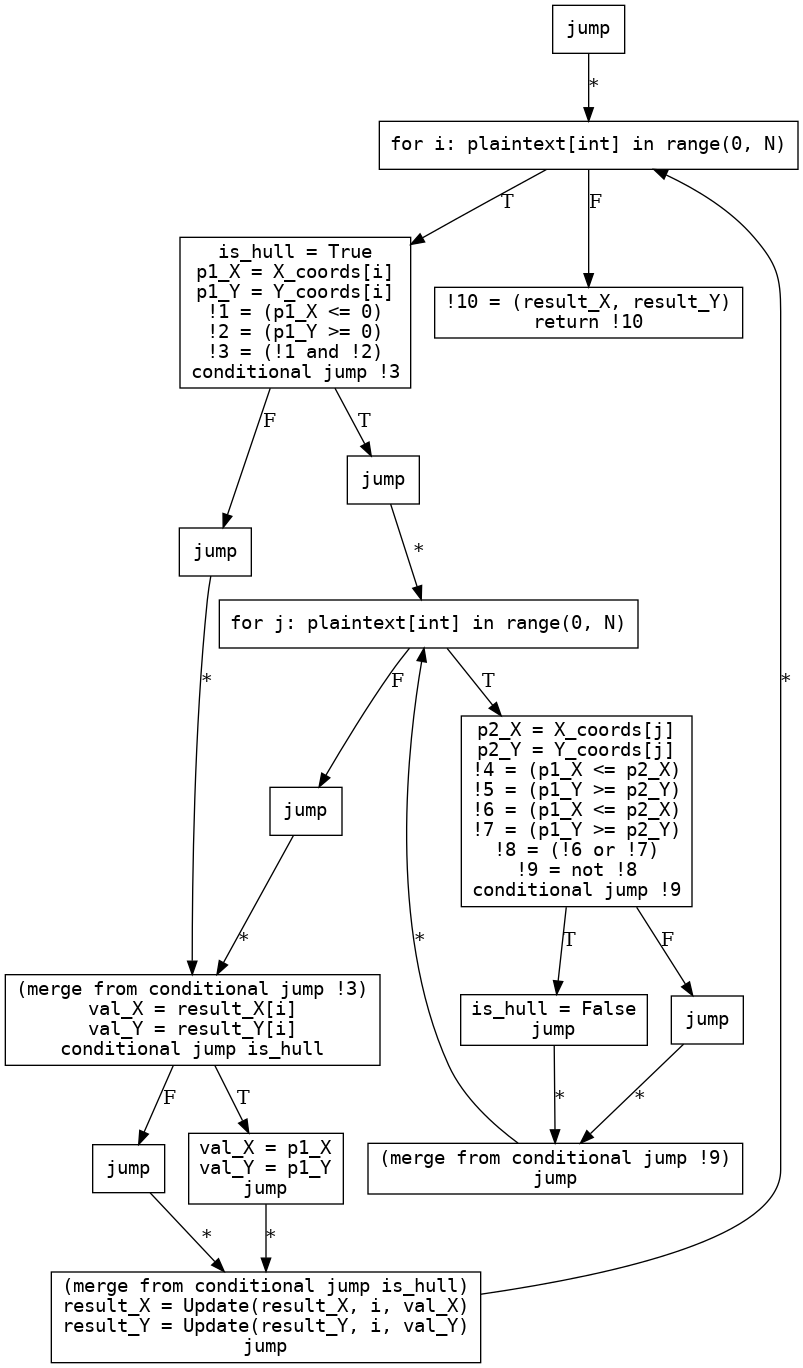 jump
*
for i: plaintext[int] in range(0, N)
T
F
is_hull = True
p1_X = X_coords[i]
p1_Y = Y_coords[i]
!1 = (p1_X <= 0)
!2 = (p1_Y >= 0)
!3 = (!1 and !2)
conditional jump !3
!10 = (result_X, result_Y)
return !10
F
T
jump
jump
*
*
for j: plaintext[int] in range(0, N)
F
T
p2_X = X_coords[j]
p2_Y = Y_coords[j]
!4 = (p1_X <= p2_X)
!5 = (p1_Y >= p2_Y)
!6 = (p1_X <= p2_X)
!7 = (p1_Y >= p2_Y)
!8 = (!6 or !7)
!9 = not !8
conditional jump !9
jump
*
*
*
T
F
(merge from conditional jump !3)
val_X = result_X[i]
val_Y = result_Y[i]
conditional jump is_hull
is_hull = False
jump
jump
F
T
*
*
jump
val_X = p1_X
val_Y = p1_Y
jump
(merge from conditional jump !9)
jump
*
*
(merge from conditional jump is_hull)
result_X = Update(result_X, i, val_X)
result_Y = Update(result_Y, i, val_Y)
jump